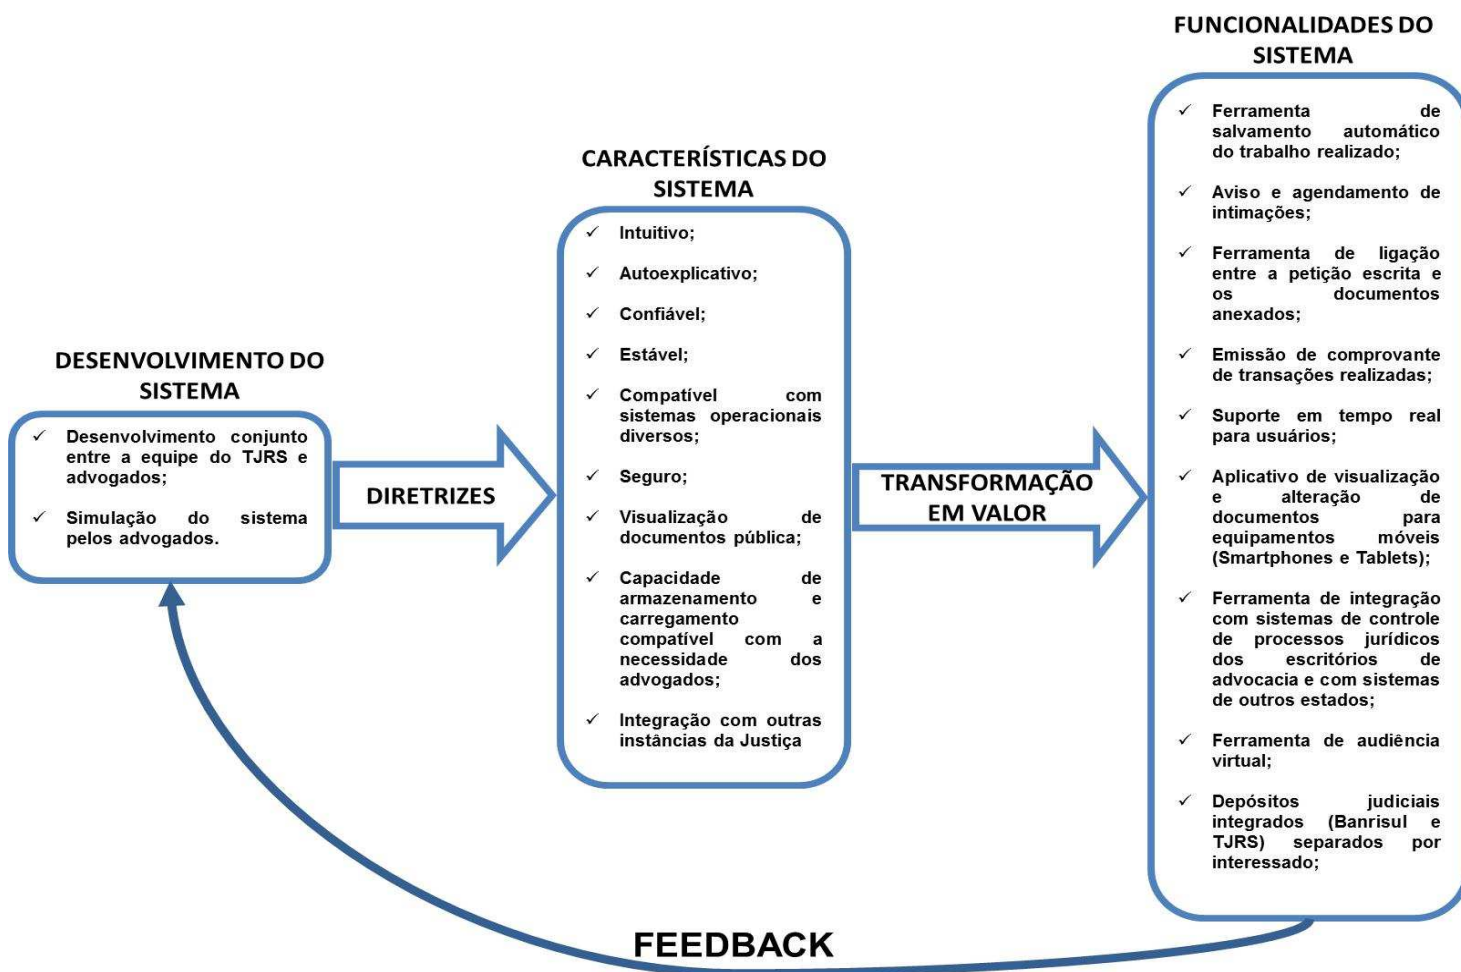 DESENVOLVIMENTO DO
SISTEMA
✓ Desenvolvimento conjunto
entre a equipe do TJRS e
advogados;
✓ Simulação do sistema
pelos advogados.
DIRETRIZES
CARACTERÍSTICAS DO
SISTEMA
✓ Intuitivo;
✓ Autoexplicativo;
✓ Confiável;
✓ Estável;
✓ Compatível com
sistemas operacionais
diversos;
✓ Seguro;
✓ Visualização de
documentos pública;
✓ Capacidade de
armazenamento e
carregamento
compatível com a
necessidade dos
advogados;
✓ Integração com outras
instâncias da Justiça
TRANSFORMAÇÃO
EM VALOR
FUNCIONALIDADES DO
SISTEMA
✓ Ferramenta de
salvamento automático
do trabalho realizado;
✓ Aviso e agendamento de
intimações;
✓ Ferramenta de ligação
entre a petição escrita e
os documentos
anexados;
✓ Emissão de comprovante
de transações realizadas;
✓ Suporte em tempo real
para usuários;
✓ Aplicativo de visualização
e alteração de
documentos para
equipamentos móveis
(Smartphones e Tablets);
✓ Ferramenta de integração
com sistemas de controle
de processos jurídicos
dos escritórios de
advocacia e com sistemas
de outros estados;
✓ Ferramenta de audiência
virtual;
✓ Depósitos judiciais
integrados (Banrisul e
TJRS) separados por
interessado;
FEEDBACK